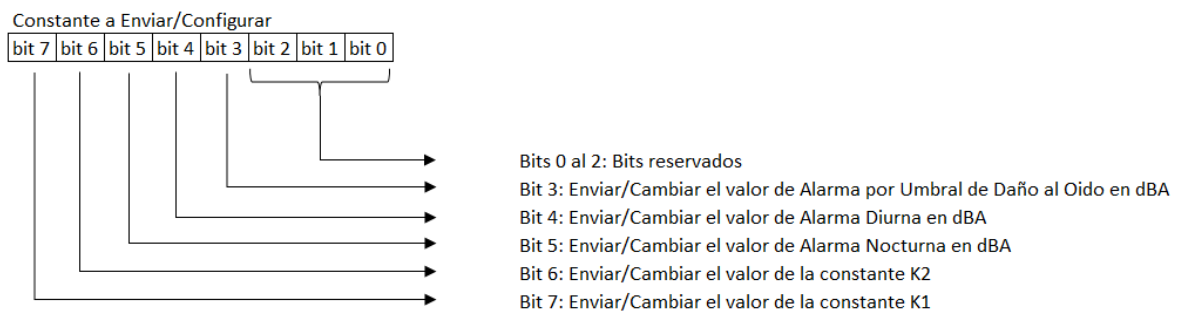 Constante a Enviar/Configurar
bit 7 bit 6 bit 5 bit 4 bit 3 bit 2 bit 1 bit 0
Bits 0 al 2: Bits reservados
Bit 3: Enviar/Cambiar el valor de Alarma por Umbral de Daño al Oido en dBA
Bit 4: Enviar/Cambiar el valor de Alarma Diurna en dBA
Bit 5: Enviar/Cambiar el valor de Alarma Nocturna en dBA
Bit 6: Enviar/Cambiar el valor de la constante K2
Bit 7: Enviar/Cambiar el valor de la constante K1